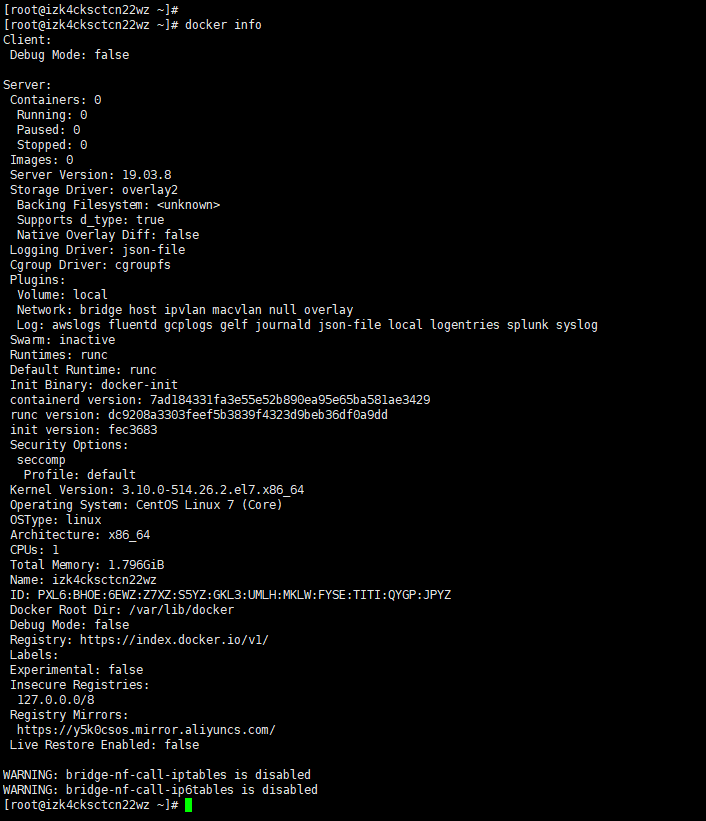 [root@izk4cksctcn22wz ~]#
[root@izk4cksctcn22wz ~]# docker info
Client:
 Debug Mode: false

Server:
 Containers: 0
  Running: 0
  Paused: 0
  Stopped: 0
 Images: 0
 Server Version: 19.03.8
 Storage Driver: overlay2
  Backing Filesystem: <unknown>
  Supports d_type: true
  Native Overlay Diff: false
 Logging Driver: json-file
 Cgroup Driver: cgroupfs
 Plugins:
  Volume: local
  Network: bridge host ipvlan macvlan null overlay
  Log: awslogs fluentd gcplogs gelf journald json-file local logentries splunk syslog
 Swarm: inactive
 Runtimes: runc
 Default Runtime: runc
 Init Binary: docker-init
 containerd version: 7ad184331fa3e55e52b890ea95e65ba581ae3429
 runc version: dc9208a3303feef5b3839f4323d9beb36df0a9dd
 init version: fec3683
 Security Options:
  seccomp
   Profile: default
 Kernel Version: 3.10.0-514.26.2.el7.x86_64
 Operating System: CentOS Linux 7 (Core)
 OSType: linux
 Architecture: x86_64
 CPUs: 1
 Total Memory: 1.796GiB
 Name: izk4cksctcn22wz
 ID: PXL6:BHOE:6EWZ:Z7XZ:S5YZ:GKL3:UMLH:MKLW:FYSE:TITI:QYGP:JPYZ
 Docker Root Dir: /var/lib/docker
 Debug Mode: false
 Registry: https://index.docker.io/v1/
 Labels:
 Experimental: false
 Insecure Registries:
  127.0.0.0/8
 Registry Mirrors:
  https://y5k0csos.mirror.aliyuncs.com/
 Live Restore Enabled: false

WARNING: bridge-nf-call-iptables is disabled
WARNING: bridge-nf-call-ip6tables is disabled
[root@izk4cksctcn22wz ~]#